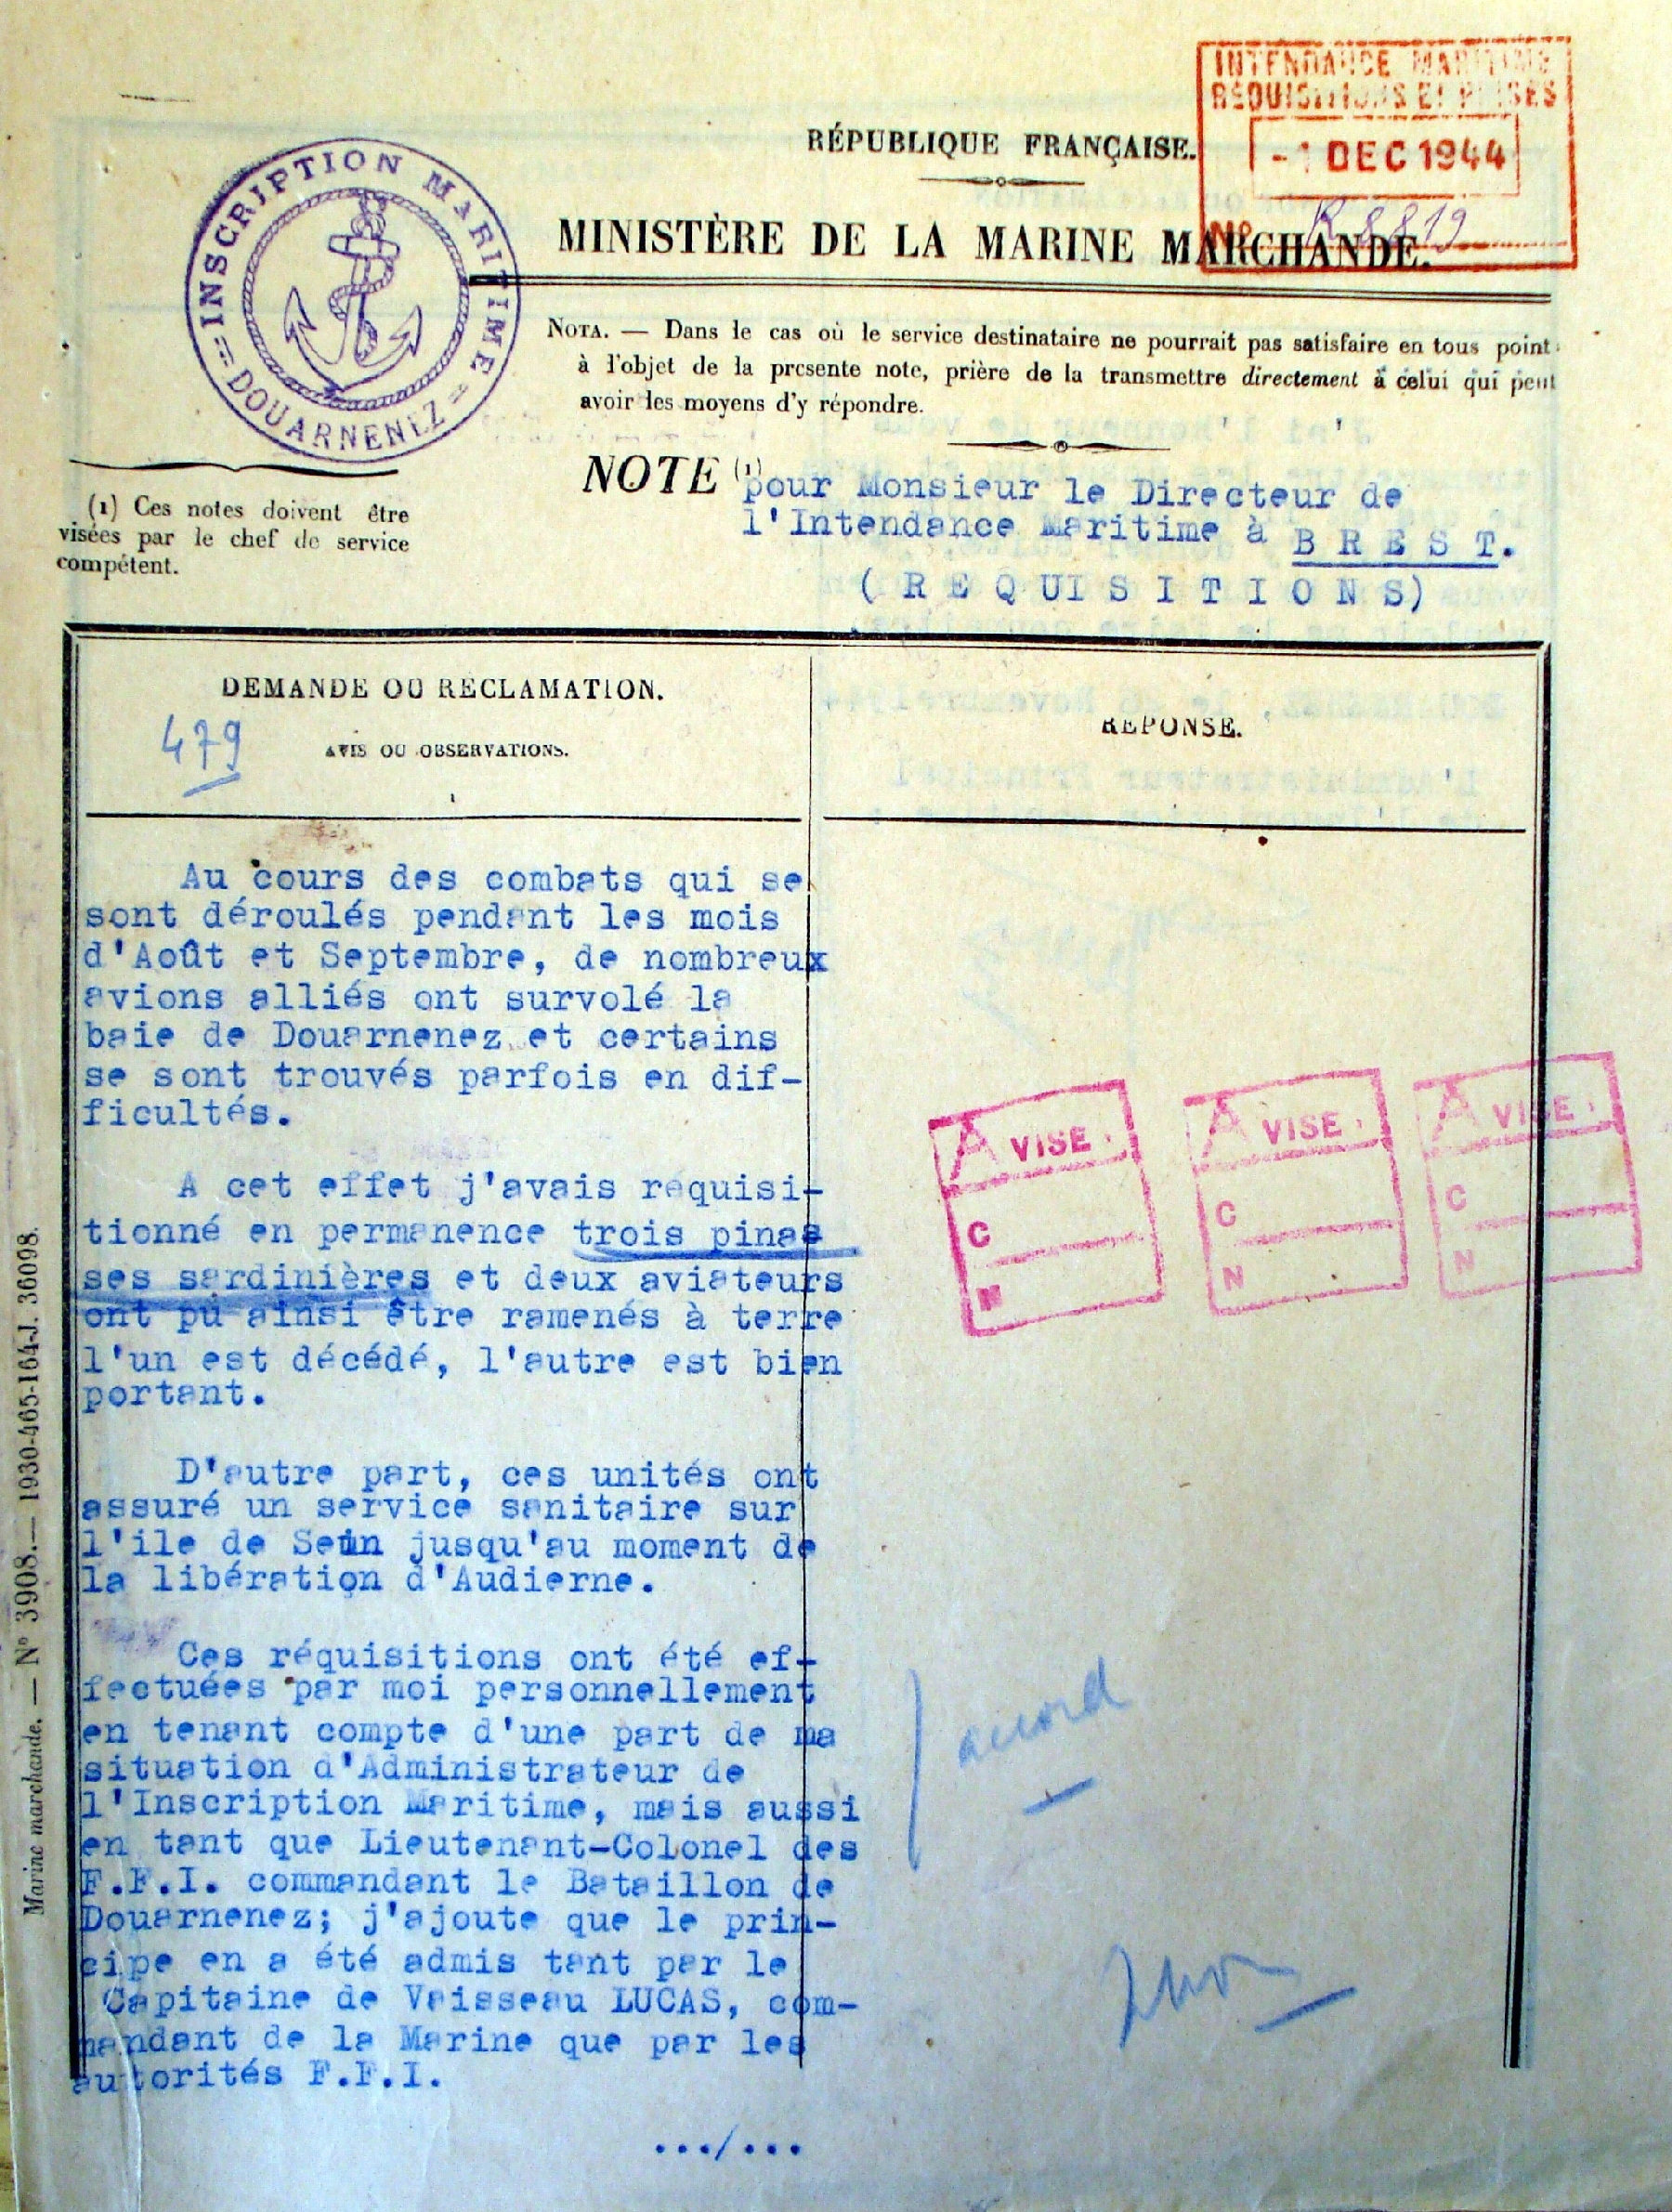 INTENDANCE MARITIME
REQUISITIONS ET PRISES
-1 DEC 1944
No R 8819
INSCRIPTION MARITIME
= DOUARNENEZ =
RÉPUBLIQUE FRANÇAISE.
MINISTÈRE DE LA MARINE MARCHANDE.
NOTA. — Dans le cas où le service destinataire ne pourrait pas satisfaire en tous point
à l'objet de la presente note, prière de la transmettre directement à celui qui peut
avoir les moyens d'y répondre.
(1) Ces notes doivent être
visées par le chef de service
compétent.
NOTE (1) pour Monsieur le Directeur de
l'Intendance Maritime à B R E S T.
( R E Q U I S I T I O N S)
DEMANDE OU RÉCLAMATION.
479
AVIS OU OBSERVATIONS.
RÉPONSE.
Au cours des combats qui se
sont déroulés pendant les mois
d'Août et Septembre, de nombreux
avions alliés ont survolé la
baie de Douarnenez et certains
se sont trouvés parfois en dif-
ficultés.
A cet effet j'avais réquisi-
tionné en permanence trois pinas
ses sardinières et deux aviateurs
ont pu ainsi être ramenés à terre
l'un est décédé, l'autre est bien
portant.
D'autre part, ces unités ont
assuré un service sanitaire sur
l'ile de Sein jusqu'au moment de
la libération d'Audierne.
Ces réquisitions ont été ef-
fectuées par moi personnellement
en tenant compte d'une part de ma
situation d'Administrateur de
l'Inscription Maritime, mais aussi
en tant que Lieutenant-Colonel des
F.F.I. commandant le Bataillon de
Douarnenez; j'ajoute que le prin-
cipe en a été admis tant par le
Capitaine de Vaisseau LUCAS, com-
mandant de la Marine que par les
autorités F.F.I.
.../...
A VISE
C
N
A VISE
C
N
A VISE
C
N
accord
Marine marchande. — N° 3908. — 1930-465-164-J. 36098.